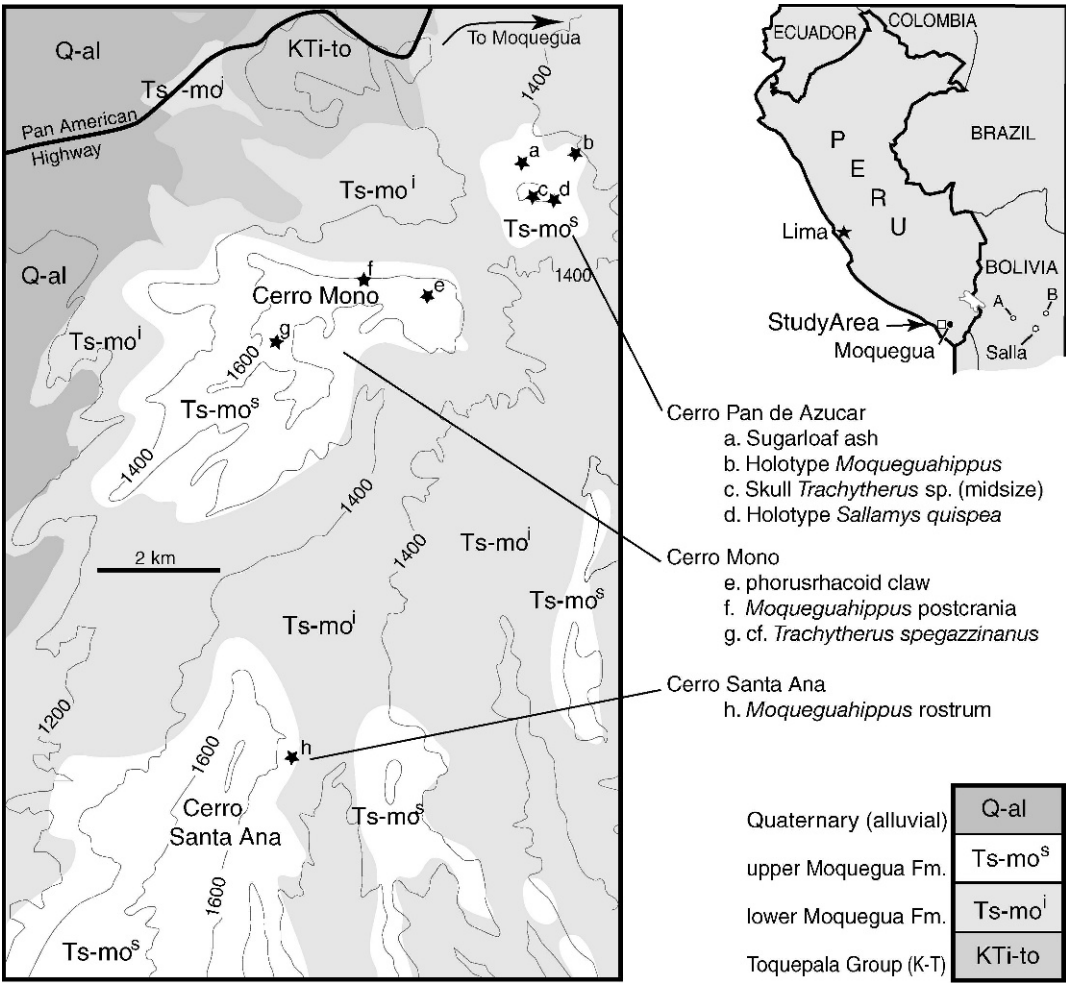 Q-al
KTi-to
To Moquegua
Ts -moⁱ
Pan American
Highway
1400
a
b
c
d
Ts-moⁱ
Ts-moˢ
Q-al
1400
f
Cerro Mono
e
Ts-moⁱ
g
1600
Ts-moˢ
1400
1400
1400
Ts-moⁱ
2 km
Ts-moˢ
Ts-moⁱ
1200
1600
h
Cerro
Santa Ana
Ts-moˢ
1600
Ts-moˢ
ECUADOR
COLOMBIA
BRAZIL
PERU
Lima
BOLIVIA
A
B
StudyArea
Moquegua
Salla
Cerro Pan de Azucar
a. Sugarloaf ash
b. Holotype Moqueguahippus
c. Skull Trachytherus sp. (midsize)
d. Holotype Sallamys quispea
Cerro Mono
e. phorusrhacoid claw
f. Moqueguahippus postcrania
g. cf. Trachytherus spegazzinanus
Cerro Santa Ana
h. Moqueguahippus rostrum
Quaternary (alluvial) Q-al
upper Moquegua Fm. Ts-moˢ
lower Moquegua Fm. Ts-moⁱ
Toquepala Group (K-T) KTi-to